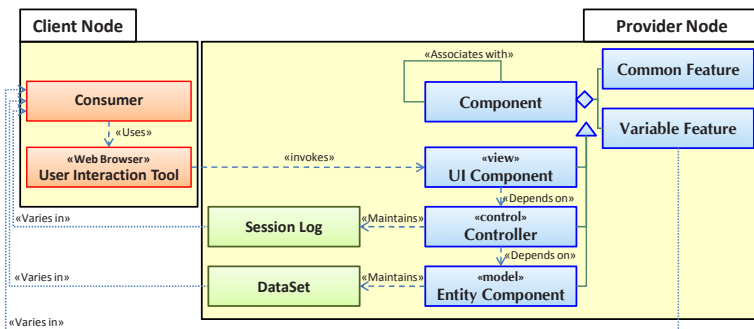 Client Node
Provider Node
«Associates with»
Consumer
Component
Common Feature
Variable Feature
«Uses»
«Web Browser»
User Interaction Tool
«invokes»
«view»
UI Component
«Depends on»
«Varies in»
Session Log
«Maintains»
«control»
Controller
«Depends on»
«Varies in»
DataSet
«Maintains»
«model»
Entity Component
«Varies in»